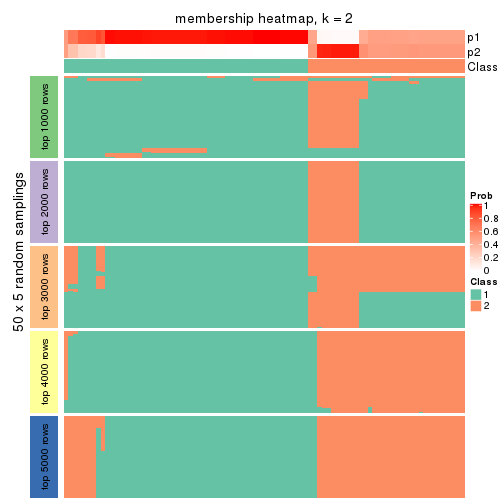 membership heatmap, k = 2
p1
p2
Class
50 x 5 random samplings
top 1000 rows
top 2000 rows
top 3000 rows
top 4000 rows
top 5000 rows
Prob
1
0.8
0.6
0.4
0.2
0
Class
1
2